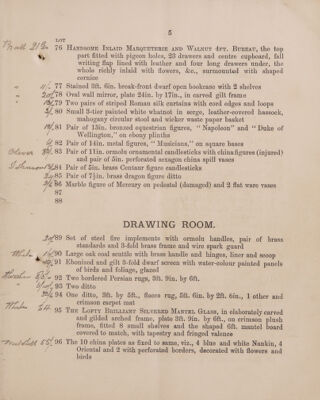 5
LOT
76 HANDSOME INLAID MARQUETERIE AND WALNUT 4FT. BUREAU, the top
part fitted with pigeon holes, 23 drawers and centre cupboard, fall
writing flap lined with leather and four long drawers under, the
whole richly inlaid with flowers, &c., surmounted with shaped
cornice
77 Stained 3ft. 6in. break-front dwarf open bookcase with 2 shelves
78 Oval wall mirror, plate 24in. by 17in., in carved gilt frame
79 Two pairs of striped Roman silk curtains with cord edges and loops
80 Small 3-tier painted white whatnot in serge, leather-covered hassock,
mahogany circular stool and wicker waste paper basket
81 Pair of 13in. bronzed equestrian figures, "Napoleon" and "Duke of
Wellington," on ebony plinths
82 Pair of 14in. metal figures, "Musicians," on square bases
Oliver 83 Pair of 11in. ormolu ornamental candlesticks with china figures (injured)
and pair of 5in. perforated sexagon china spill vases
84 Pair of 5in. brass Centaur figure candlesticks
85 Pair of 7½in. brass dragon figure ditto
86 Marble figure of Mercury on pedestal (damaged) and 2 flat ware vases
87
88
DRAWING ROOM.
89 Set of steel fire implements with ormolu handles, pair of brass
standards and 3-fold brass frame and wire spark guard
90 Large oak coal scuttle with brass handle and hinges, liner and scoop
91 Ebonised and gilt 3-fold dwarf screen with water-colour painted panels
of birds and foliage, glazed
92 Two bordered Persian rugs, 3ft. 9in. by 6ft.
93 Two ditto
94 One ditto, 3ft. by 5ft., fleece rug, 5ft. 6in. by 2ft. 6in., 1 other and
crimson carpet mat
95 THE LOFTY BRILLIANT SILVERED MANTEL GLASS, in elaborately carved
and gilded arched frame, plate 3ft. 9in. by 6ft., on crimson plush
frame, fitted 8 small shelves and the shaped 6ft. mantel board
covered to match, with tapestry and fringed valence
96 The 10 china plates as fixed to same, viz., 4 blue and white Nankin, 4
Oriental and 2 with perforated borders, decorated with flowers and
birds